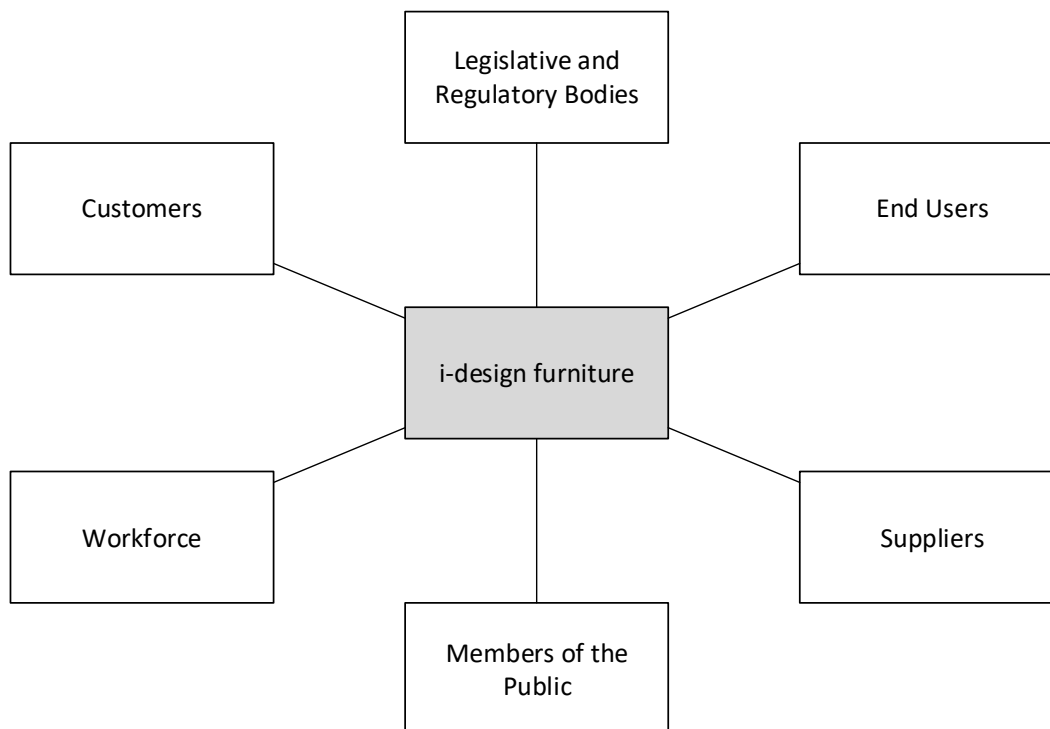 Legislative and
Regulatory Bodies
Customers
End Users
i-design furniture
Workforce
Suppliers
Members of the
Public